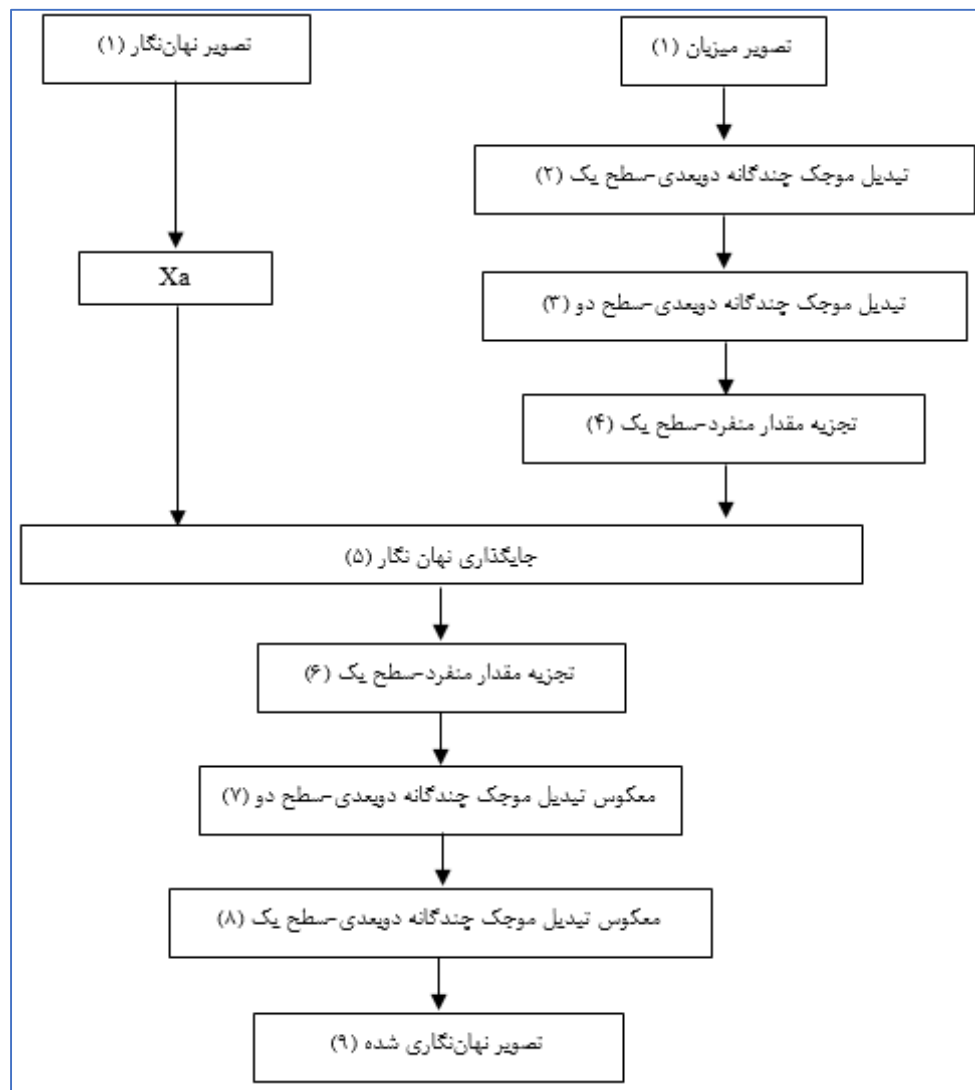 تصویر میزبان (۱)
تصویر نهان‌نگار (۱)
تبدیل موجک چندگانه دوبعدی-سطح یک (۲)
تبدیل موجک چندگانه دوبعدی-سطح دو (۳)
Xa
تجزیه مقدار منفرد-سطح یک (۴)
جایگذاری نهان نگار (۵)
تجزیه مقدار منفرد-سطح یک (۶)
معکوس تبدیل موجک چندگانه دوبعدی-سطح دو (۷)
معکوس تبدیل موجک چندگانه دوبعدی-سطح یک (۸)
تصویر نهان‌نگاری شده (۹)